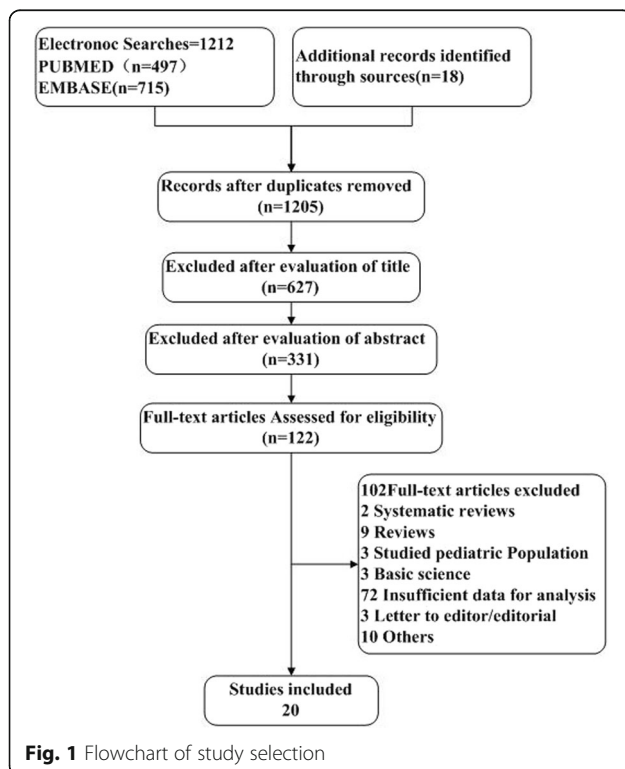 Electronoc Searches=1212
PUBMED（n=497）
EMBASE(n=715)
Additional records identified
through sources(n=18)
Records after duplicates removed
(n=1205)
Excluded after evaluation of title
(n=627)
Excluded after evaluation of abstract
(n=331)
Full-text articles Assessed for eligibility
(n=122)
102Full-text articles excluded
2 Systematic reviews
9 Reviews
3 Studied pediatric Population
3 Basic science
72 Insufficient data for analysis
3 Letter to editor/editorial
10 Others
Studies included
20
Fig. 1 Flowchart of study selection